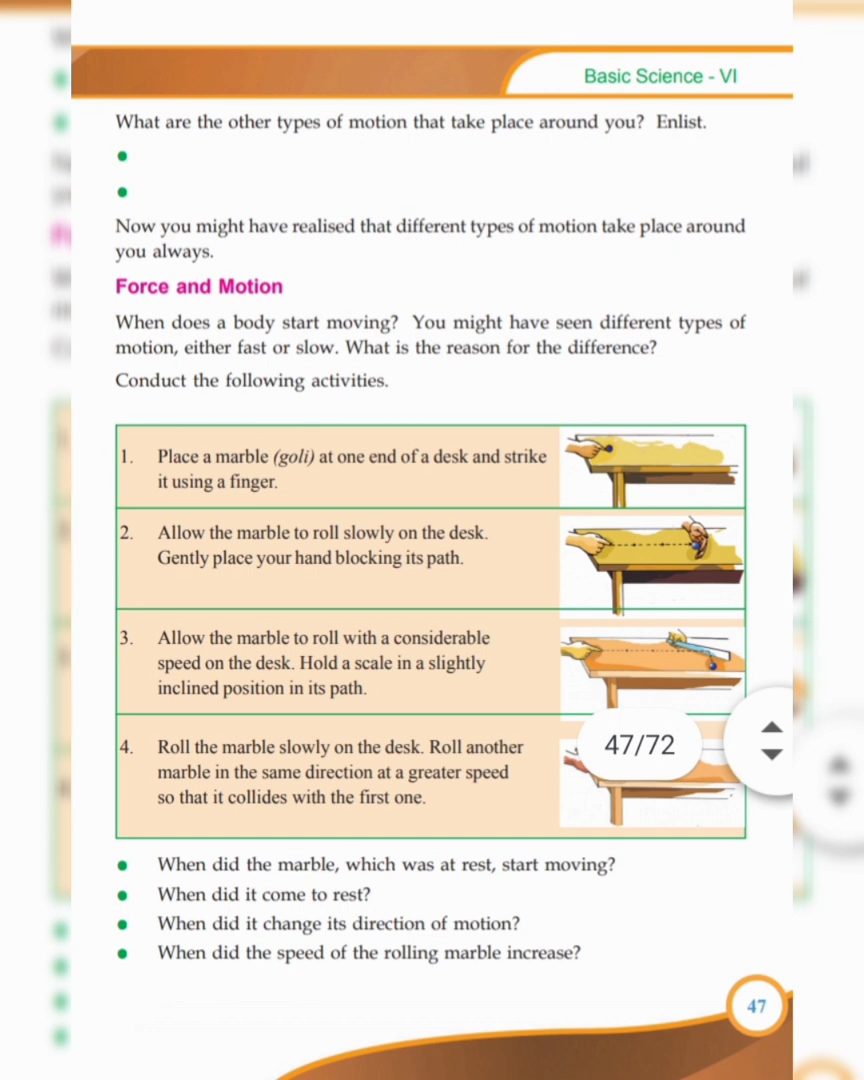 Basic Science - VI
What are the other types of motion that take place around you? Enlist.
Now you might have realised that different types of motion take place around
you always.
Force and Motion
When does a body start moving? You might have seen different types of
motion, either fast or slow. What is the reason for the difference?
Conduct the following activities.
1. Place a marble (goli) at one end of a desk and strike
it using a finger.
2. Allow the marble to roll slowly on the desk.
Gently place your hand blocking its path.
3. Allow the marble to roll with a considerable
speed on the desk. Hold a scale in a slightly
inclined position in its path.
4. Roll the marble slowly on the desk. Roll another
marble in the same direction at a greater speed
so that it collides with the first one.
47/72
• When did the marble, which was at rest, start moving?
• When did it come to rest?
• When did it change its direction of motion?
• When did the speed of the rolling marble increase?
47